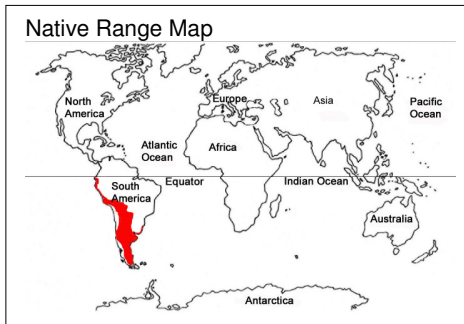 Native Range Map
North
America
Europe
Asia
Pacific
Ocean
Atlantic
Ocean
Africa
South
America
Equator
Indian Ocean
Australia
Antarctica